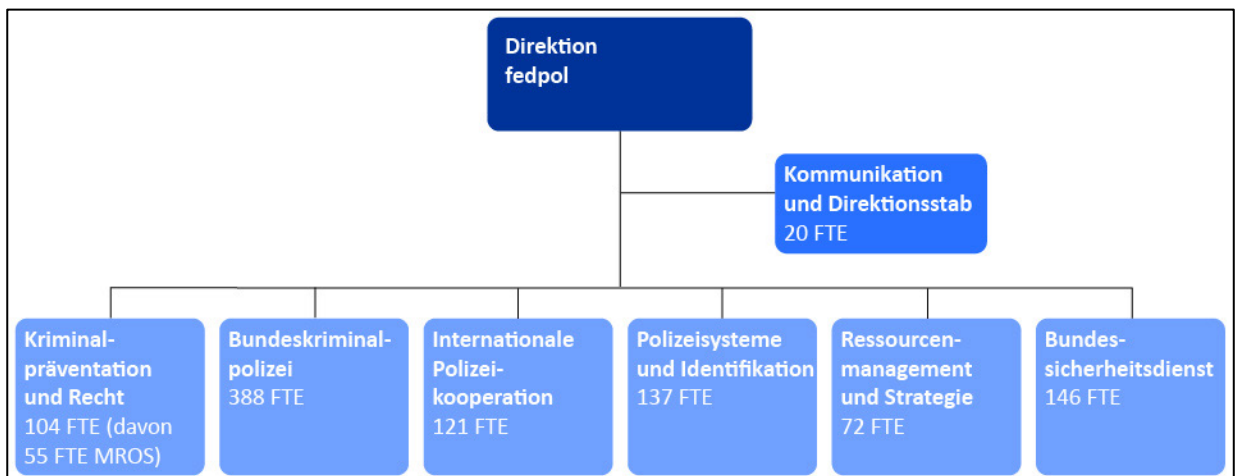 Direktion
fedpol
Kommunikation
und Direktionsstab
20 FTE
Kriminal-
präventation
und Recht
104 FTE (davon
55 FTE MROS)
Bundeskriminal-
polizei
388 FTE
Internationale
Polizei-
kooperation
121 FTE
Polizeisysteme
und Identifikation
137 FTE
Ressourcen-
management
und Strategie
72 FTE
Bundes-
sicherheitsdienst
146 FTE